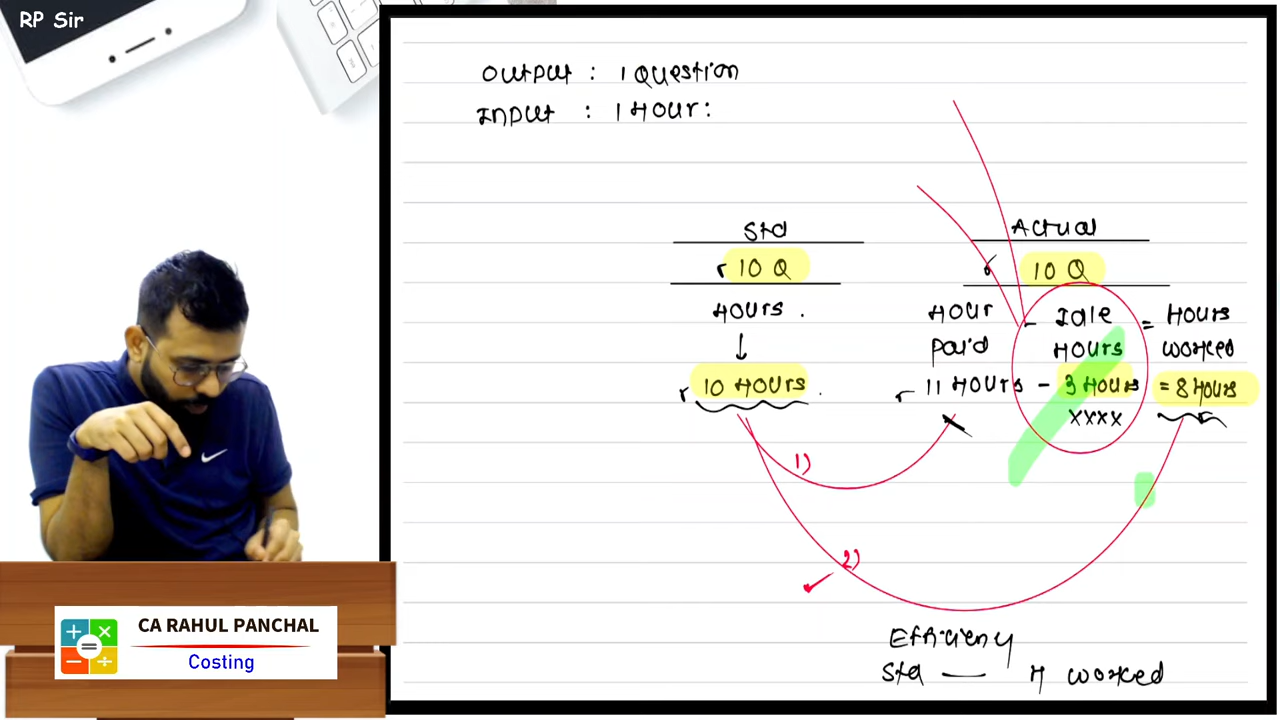 RP Sir
Output : 1 Question
Input : 1 Hour:
Std
Actual
10 Q
10 Q
Hours.
Hour paid - Idle Hours = Hours worked
10 Hours.
11 Hours - 3 Hours = 8 Hours
xxxx
1)
2)
Efficiency
Std — H worked
CA RAHUL PANCHAL
Costing